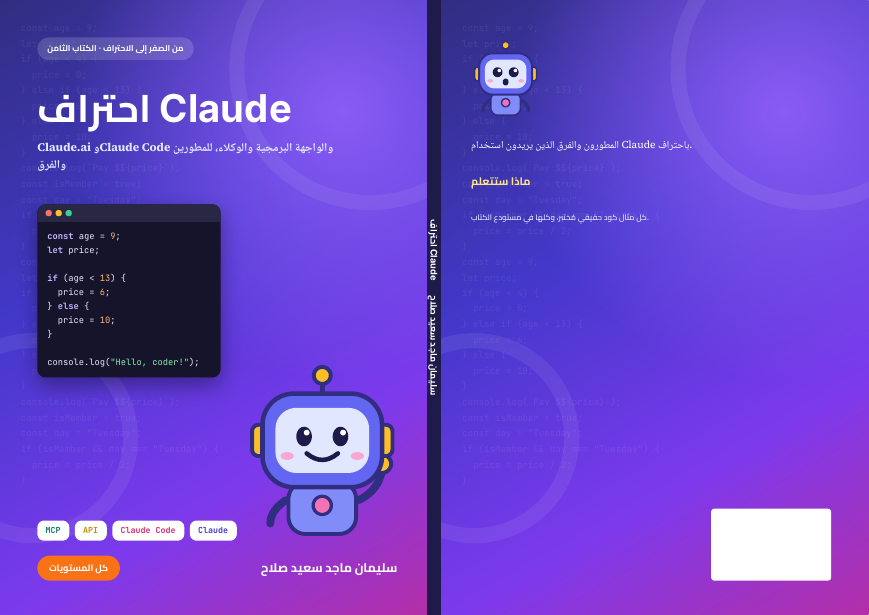 من الصفر إلى الاحتراف · الكتاب الثامن
احتراف Claude
Claude.ai وClaude Code والواجهة البرمجية والوكلاء، للمطورين
والفرق
const age = 9;
let price;
if (age < 13) {
price = 6;
} else {
price = 10;
}
console.log("Hello, coder!");
MCP API Claude Code Claude
كل المستويات
سليمان ماجد سعيد صلاح
احتراف Claude سليمان ماجد سعيد صلاح
المطورون والفرق الذين يريدون استخدام Claude باحتراف.
ماذا ستتعلم
كل مثال كود حقيقي مُختبر، وكلها في مستودع الكتاب.